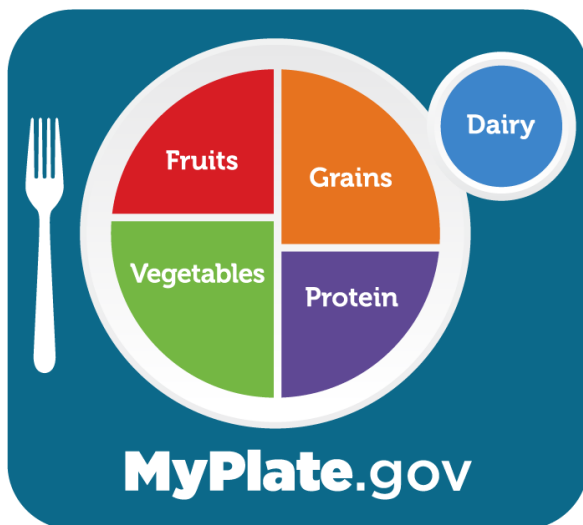 Fruits
Grains
Dairy
Vegetables
Protein
MyPlate.gov